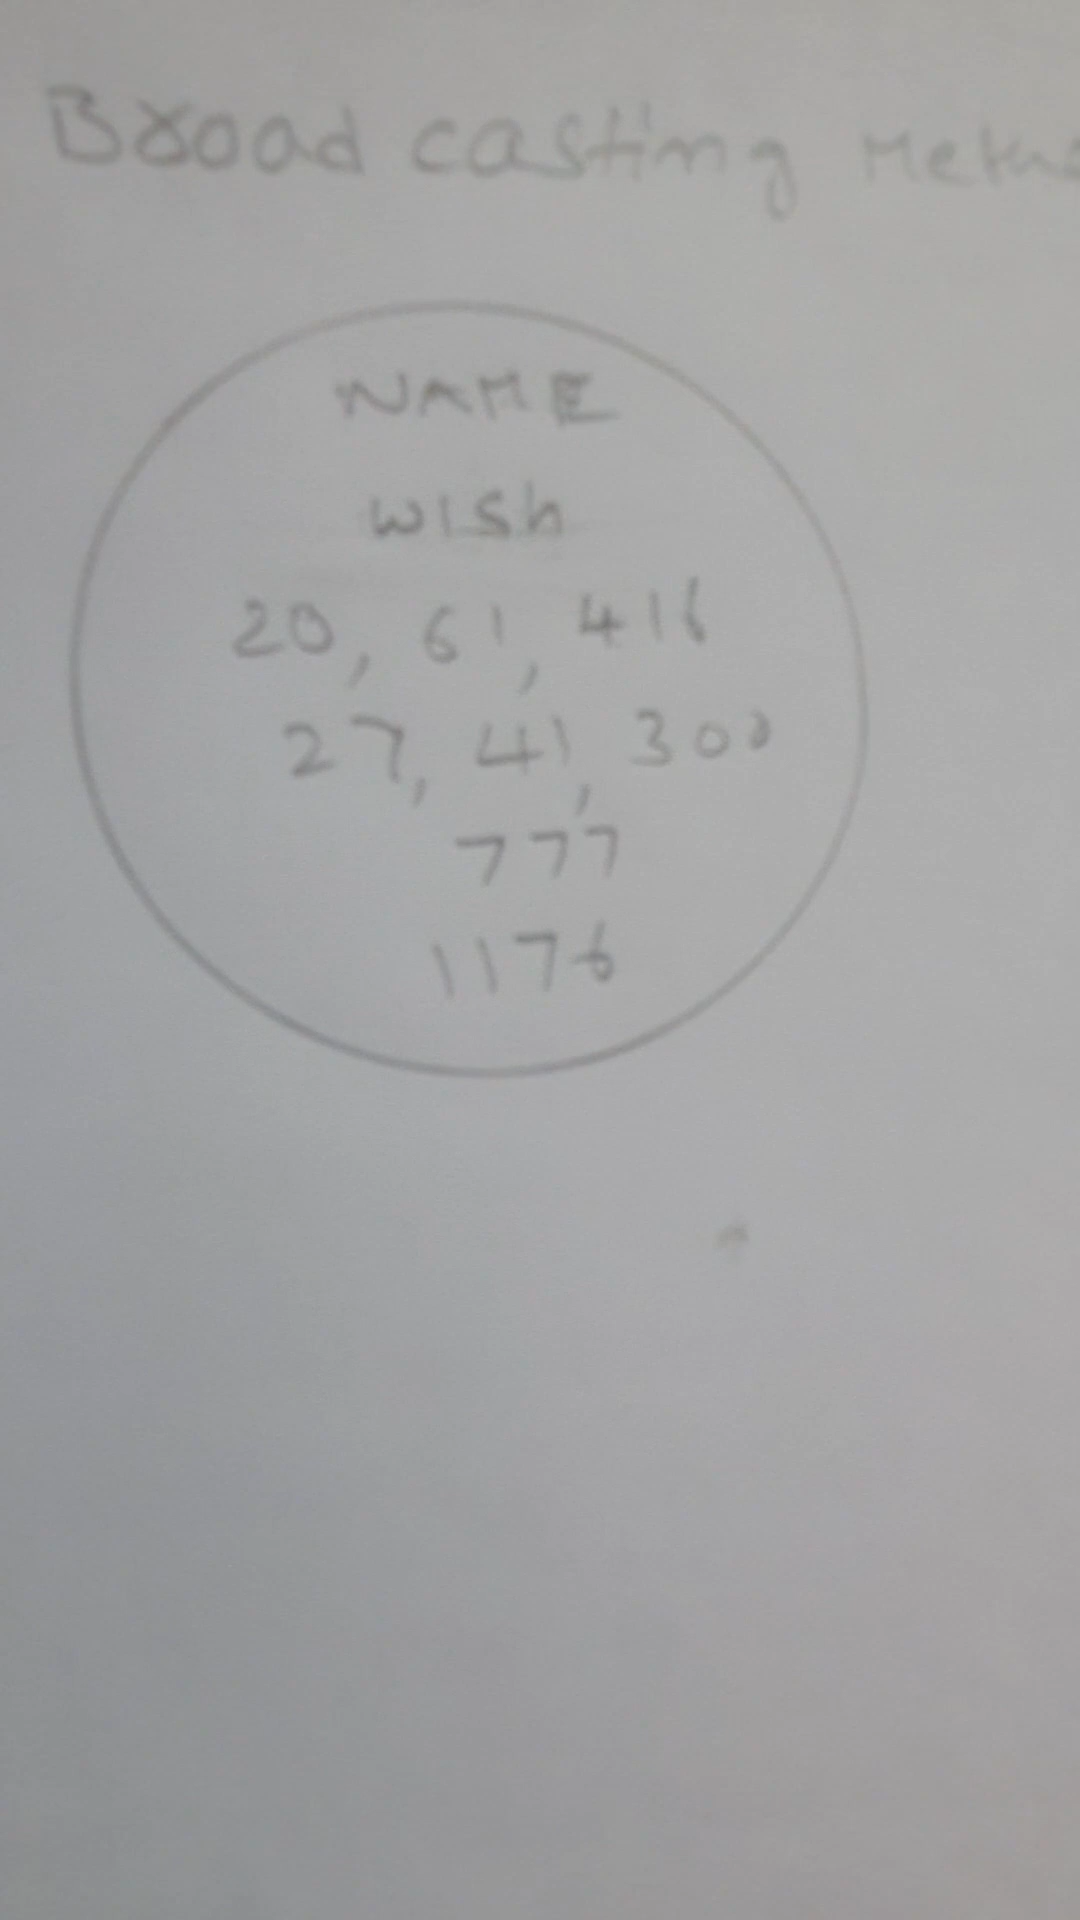 Broad casting
NAME
WISh
20, 61, 416
27, 41, 300
777
1176